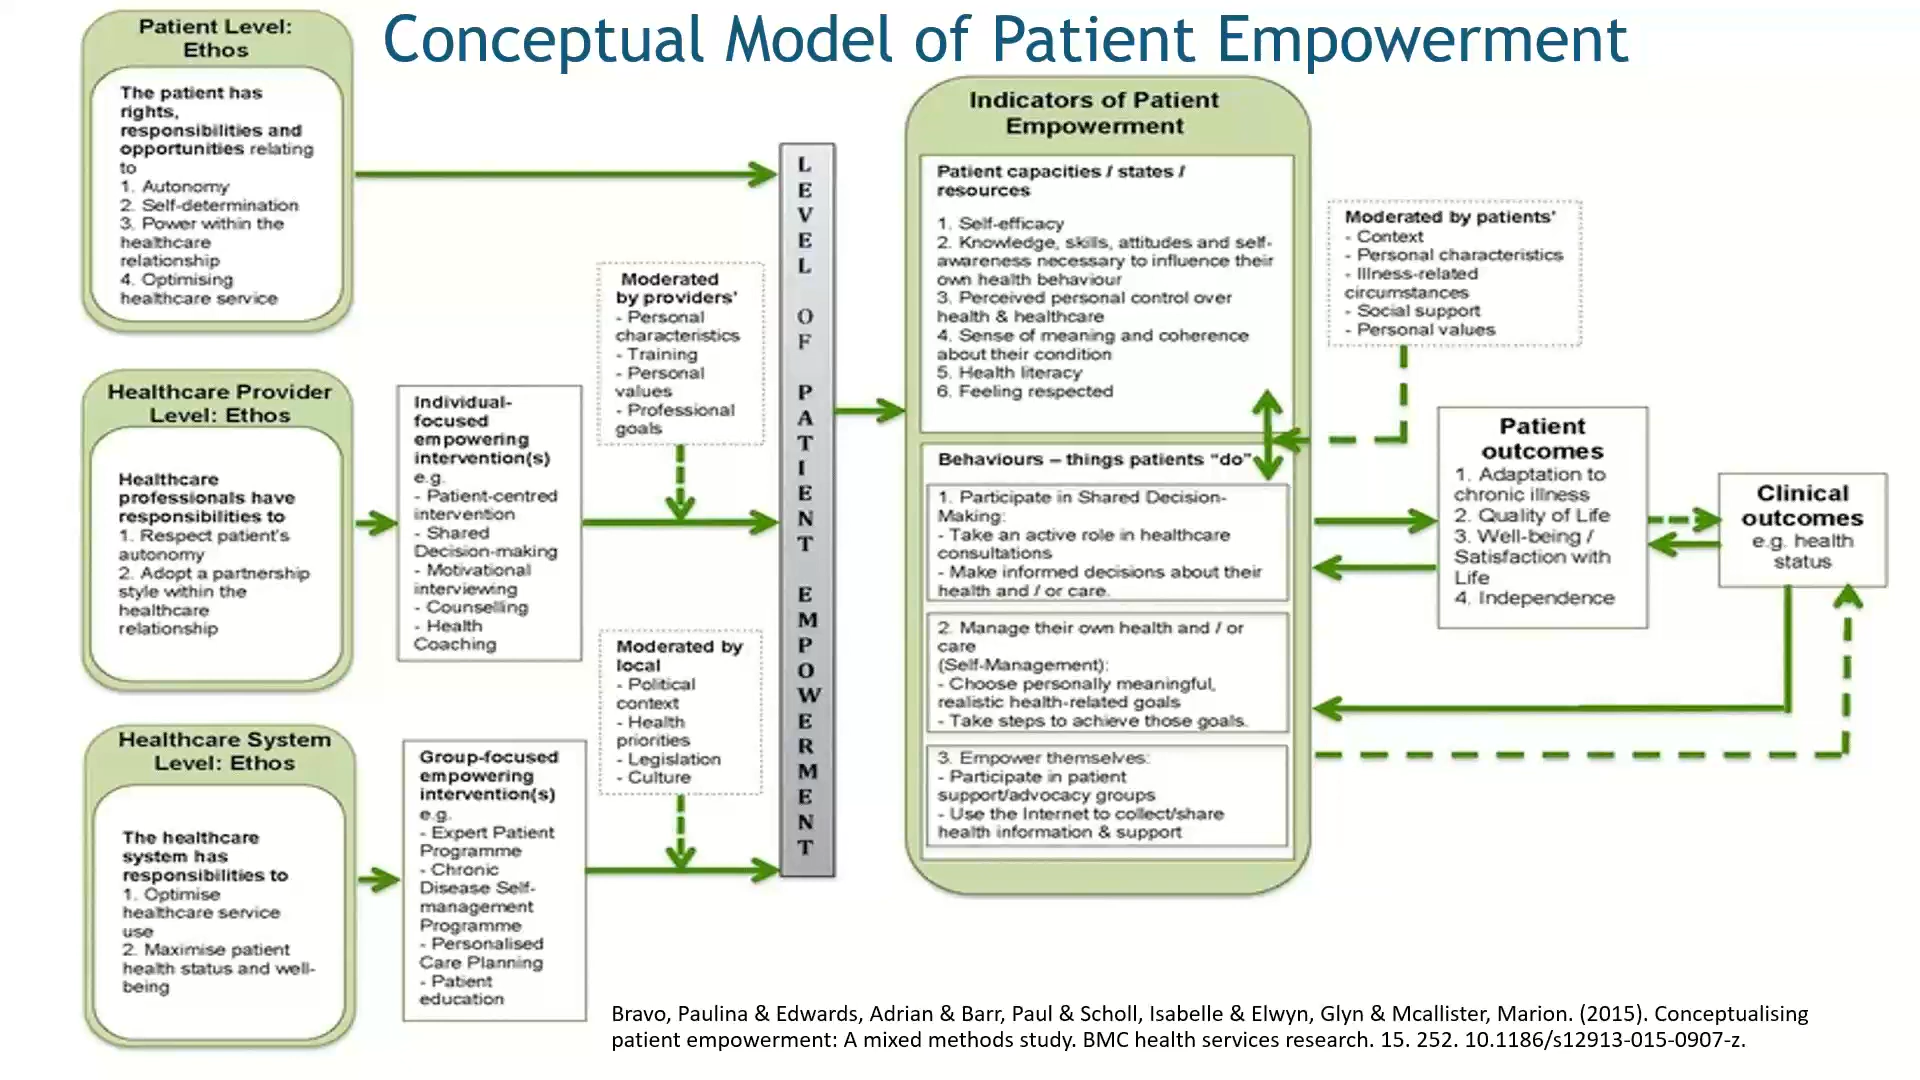 Conceptual Model of Patient Empowerment
Patient Level:
Ethos
The patient has
rights,
responsibilities and
opportunities relating
to
1. Autonomy
2. Self-determination
3. Power within the
healthcare
relationship
4. Optimising
healthcare service
Healthcare Provider
Level: Ethos
Healthcare
professionals have
responsibilities to
1. Respect patient's
autonomy
2. Adopt a partnership
style within the
healthcare
relationship
Healthcare System
Level: Ethos
The healthcare
system has
responsibilities to
1. Optimise
healthcare service
use
2. Maximise patient
health status and well-
being
Individual-
focused
empowering
intervention(s)
e.g.
- Patient-centred
intervention
- Shared
Decision-making
- Motivational
interviewing
- Counselling
- Health
Coaching
Group-focused
empowering
intervention(s)
e.g.
- Expert Patient
Programme
- Chronic
Disease Self-
management
Programme
- Personalised
Care Planning
- Patient
education
Moderated
by providers'
- Personal
characteristics
- Training
- Personal
values
- Professional
goals
Moderated by
local
- Political
context
- Health
priorities
- Legislation
- Culture
LEVEL OF PATIENT EMPOWERMENT
Indicators of Patient
Empowerment
Patient capacities / states /
resources
1. Self-efficacy
2. Knowledge, skills, attitudes and self-
awareness necessary to influence their
own health behaviour
3. Perceived personal control over
health & healthcare
4. Sense of meaning and coherence
about their condition
5. Health literacy
6. Feeling respected
Behaviours – things patients "do"
1. Participate in Shared Decision-
Making:
- Take an active role in healthcare
consultations
- Make informed decisions about their
health and / or care.
2. Manage their own health and / or
care
(Self-Management):
- Choose personally meaningful,
realistic health-related goals
- Take steps to achieve those goals.
3. Empower themselves:
- Participate in patient
support/advocacy groups
- Use the Internet to collect/share
health information & support
Moderated by patients'
- Context
- Personal characteristics
- Illness-related
circumstances
- Social support
- Personal values
Patient
outcomes
1. Adaptation to
chronic illness
2. Quality of Life
3. Well-being /
Satisfaction with
Life
4. Independence
Clinical
outcomes
e.g. health
status
Bravo, Paulina & Edwards, Adrian & Barr, Paul & Scholl, Isabelle & Elwyn, Glyn & Mcallister, Marion. (2015). Conceptualising
patient empowerment: A mixed methods study. BMC health services research. 15. 252. 10.1186/s12913-015-0907-z.